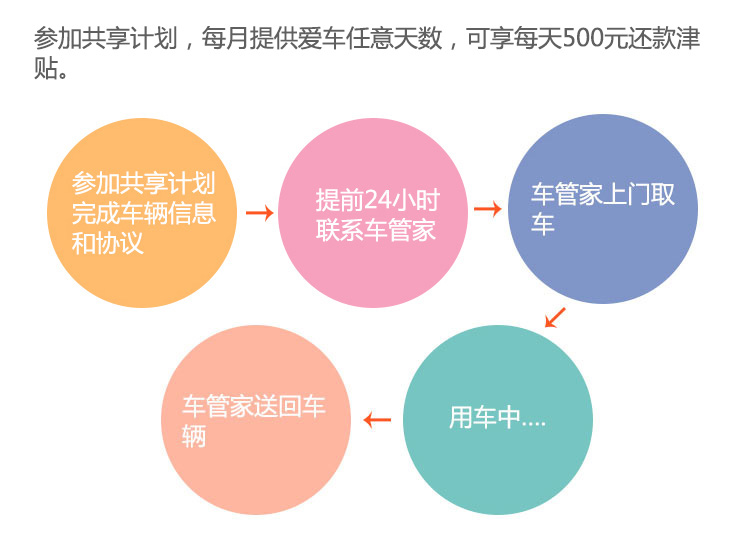 参加共享计划，每月提供爱车任意天数，可享每天500元还款津
贴。
参加共享计划
完成车辆信息
和协议
提前24小时
联系车管家
车管家上门取
车
用车中....
车管家送回车
辆